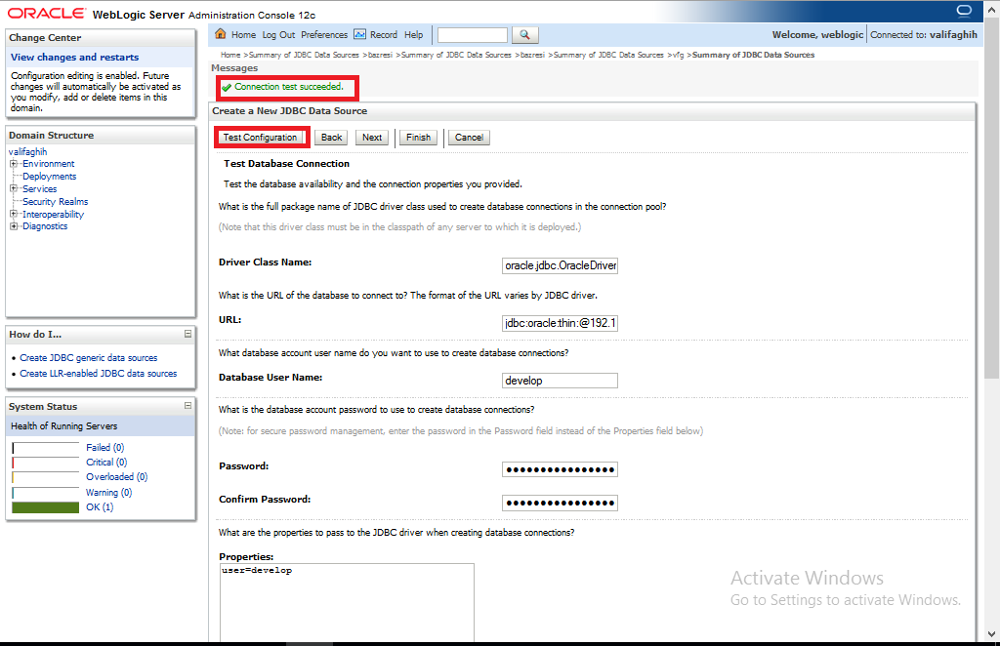 ORACLE® WebLogic Server Administration Console 12c
Change Center
View changes and restarts
Configuration editing is enabled. Future
changes will automatically be activated as
you modify, add or delete items in this
domain.
Domain Structure
valifaghih
Environment
Deployments
Services
Security Realms
Interoperability
Diagnostics
How do I...
Create JDBC generic data sources
Create LLR-enabled JDBC data sources
System Status
Health of Running Servers
Failed (0)
Critical (0)
Overloaded (0)
Warning (0)
OK (1)
Home Log Out Preferences Record Help
Welcome, weblogic Connected to: valifaghih
Home >Summary of JDBC Data Sources >bazresi >Summary of JDBC Data Sources >bazresi >Summary of JDBC Data Sources >vfg >Summary of JDBC Data Sources
Messages
Connection test succeeded.
Create a New JDBC Data Source
Test Configuration Back Next Finish Cancel
Test Database Connection
Test the database availability and the connection properties you provided.
What is the full package name of JDBC driver class used to create database connections in the connection pool?
(Note that this driver class must be in the classpath of any server to which it is deployed.)
Driver Class Name: oracle.jdbc.OracleDriver
What is the URL of the database to connect to? The format of the URL varies by JDBC driver.
URL: jdbc:oracle:thin:@192.1
What database account user name do you want to use to create database connections?
Database User Name: develop
What is the database account password to use to create database connections?
(Note: for secure password management, enter the password in the Password field instead of the Properties field below)
Password: ●●●●●●●●●●●●●●●●
Confirm Password: ●●●●●●●●●●●●●●●●
What are the properties to pass to the JDBC driver when creating database connections?
Properties:
user=develop
Activate Windows
Go to Settings to activate Windows.